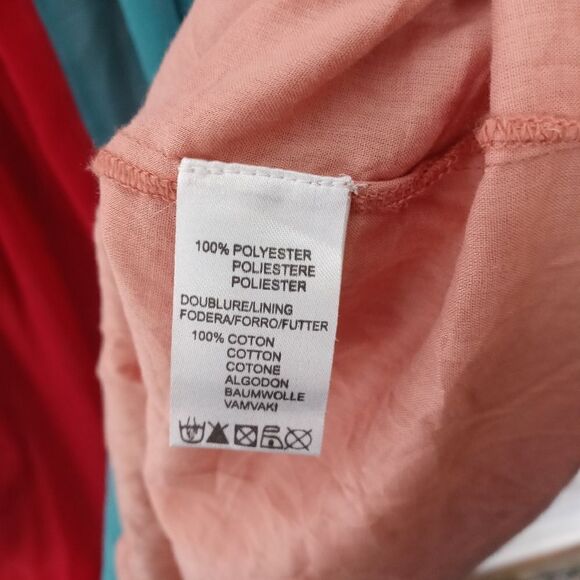 100% POLYESTER
POLIESTERE
POLIESTER
DOUBLURE/LINING
FODERA/FORRO/FUTTER
100% COTON
COTTON
COTONE
ALGODON
BAUMWOLLE
VAMVAKI